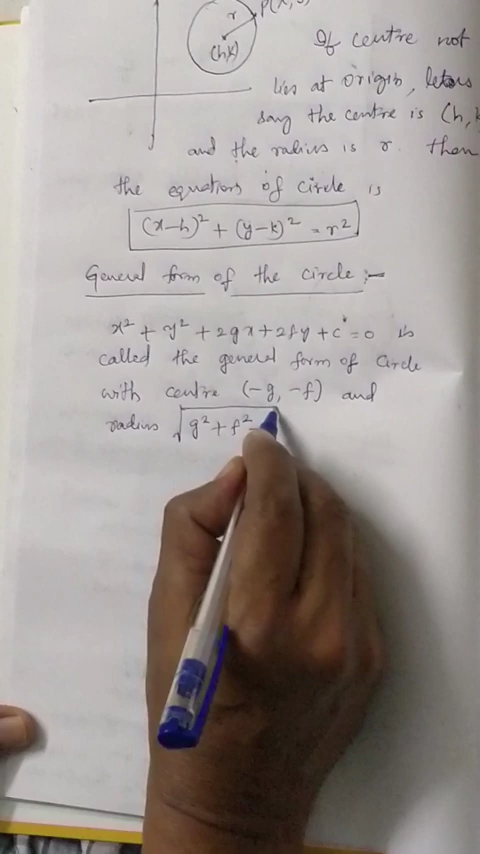 r P(x,
(h,k)
If centre not
lies at origin, let us
say the centre is (h, k
and the radius is r. then
the equation of circle is
(x-h)² + (y-k)² = r²
General form of the circle :-
x² + y² + 2gx + 2fy + c = 0 is
called the general form of circle
with centre (-g, -f) and
radius √g² + f² -